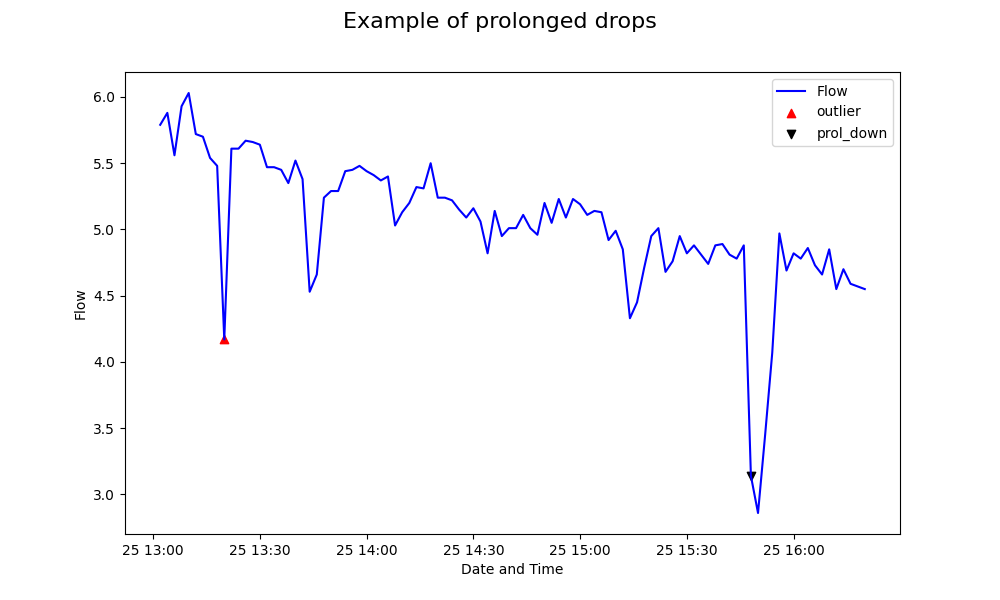 Example of prolonged drops
Flow
outlier
prol_down
6.0
5.5
5.0
4.5
4.0
3.5
3.0
Flow
25 13:00
25 13:30
25 14:00
25 14:30
25 15:00
25 15:30
25 16:00
Date and Time